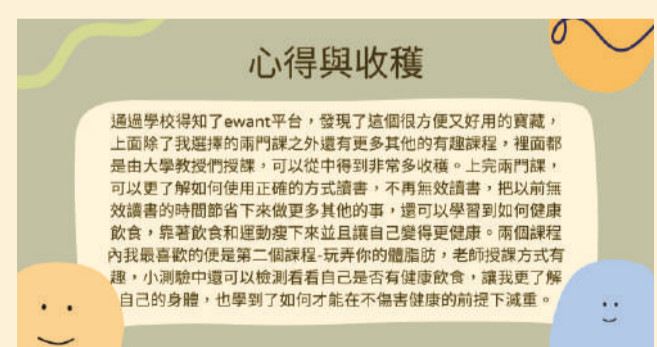 心得與收穫
通過學校得知了ewant平台，發現了這個很方便又好用的寶藏，
上面除了我選擇的兩門課之外還有更多其他的有趣課程，裡面都
是由大學教授們授課，可以從中得到非常多收穫。上完兩門課，
可以更了解如何使用正確的方式讀書，不再無效讀書，把以前無
效讀書的時間節省下來做更多其他的事，還可以學習到如何健康
飲食，靠著飲食和運動瘦下來並且讓自己變得更健康。兩個課程
內我最喜歡的便是第二個課程-玩弄你的體脂肪，老師授課方式有
趣，小測驗中還可以檢測看看自己是否有健康飲食，讓我更了解
自己的身體，也學到了如何才能在不傷害健康的前提下減重。